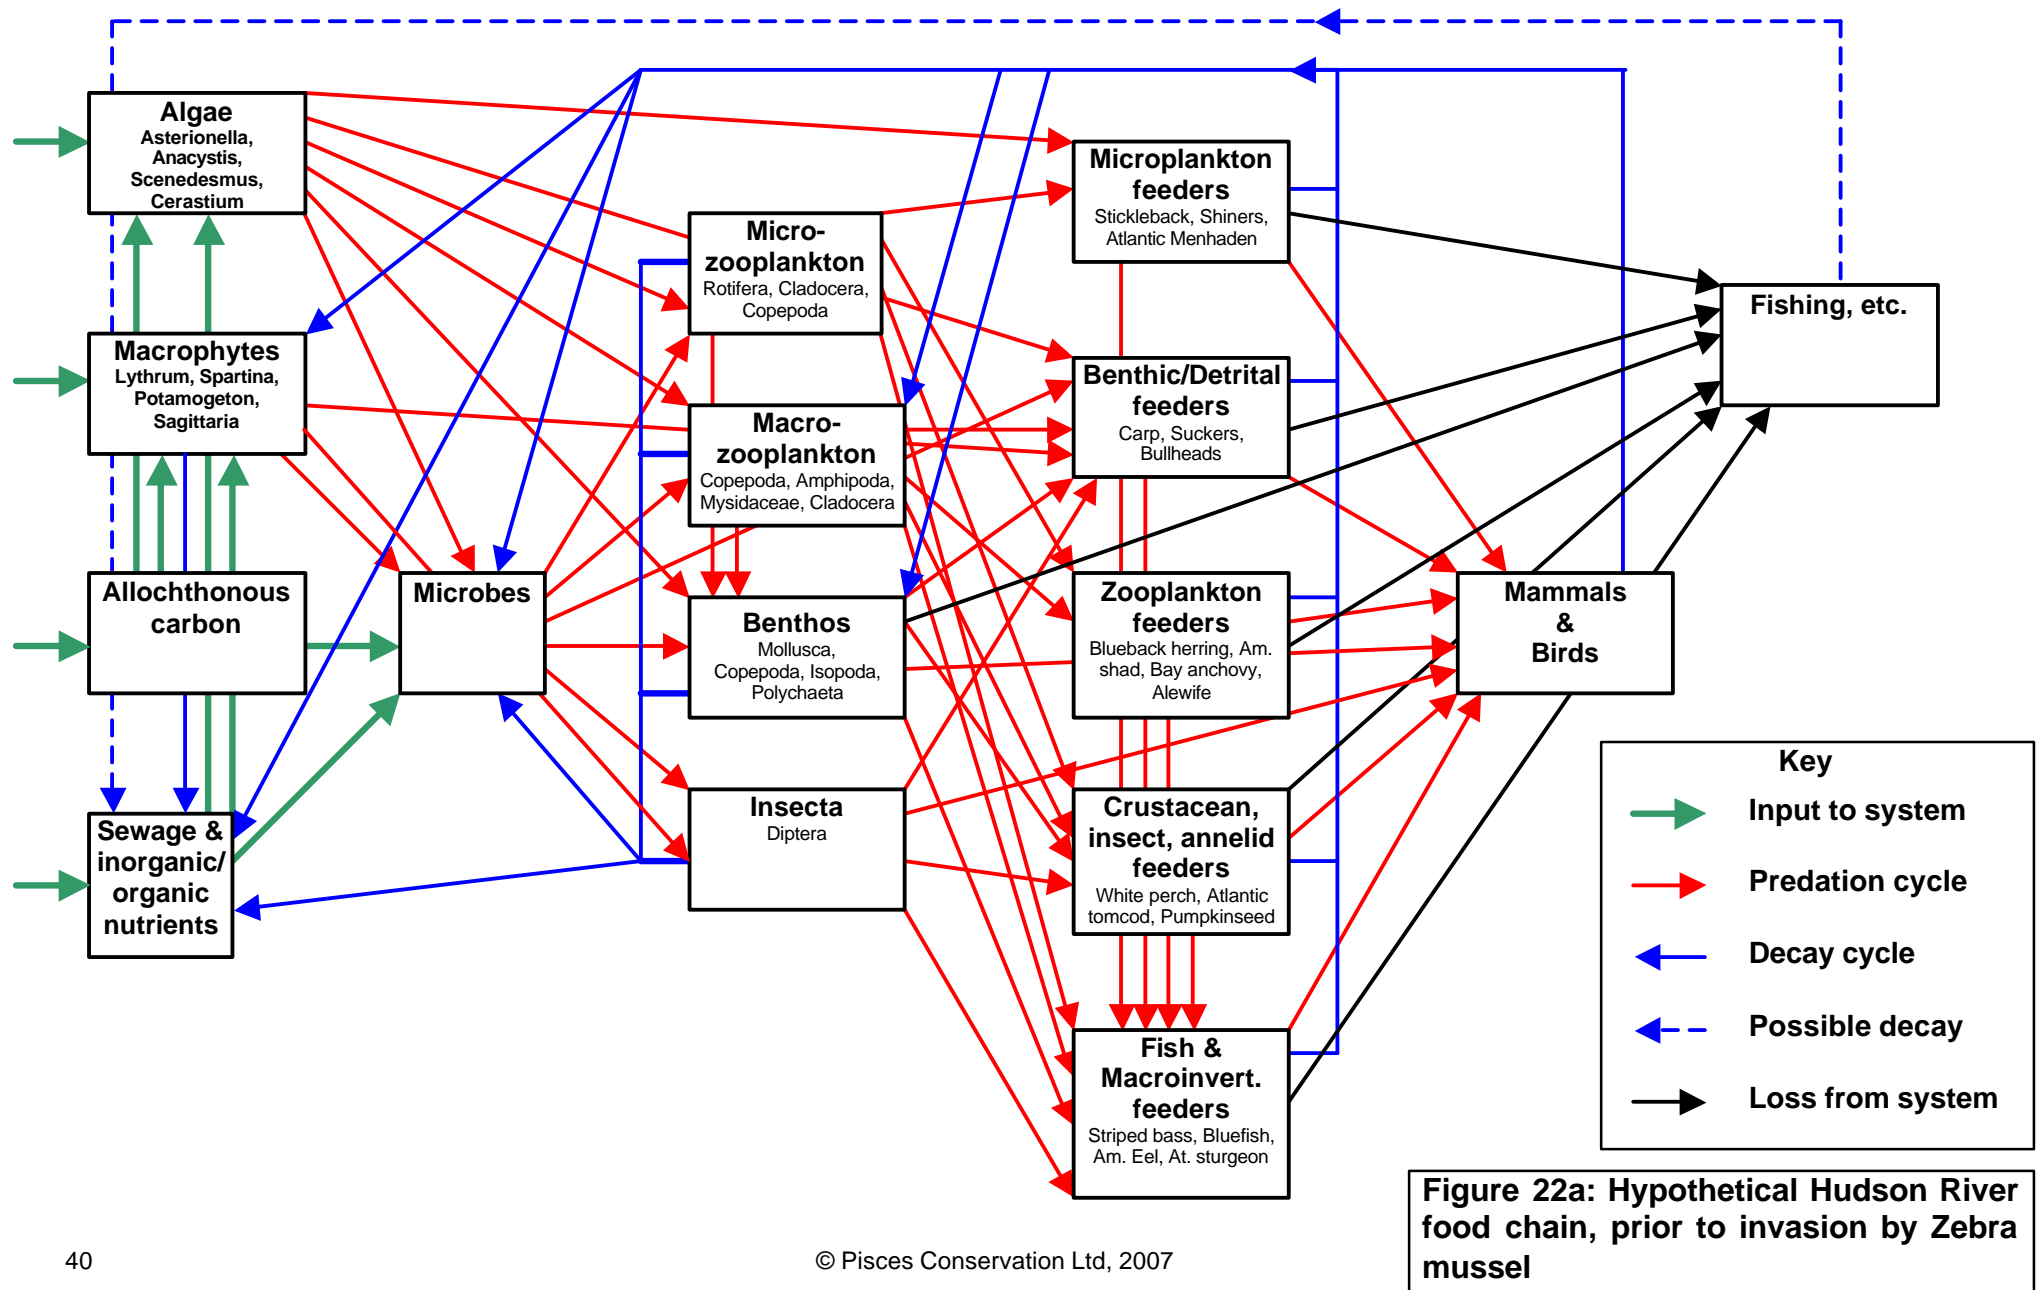 Algae
Asterionella,
Anacystis,
Scenedesmus,
Cerastium
Macrophytes
Lythrum, Spartina,
Potamogeton,
Sagittaria
Allochthonous
carbon
Sewage &
inorganic/
organic
nutrients
Microbes
Micro-
zooplankton
Rotifera, Cladocera,
Copepoda
Macro-
zooplankton
Copepoda, Amphipoda,
Mysidaceae, Cladocera
Benthos
Mollusca,
Copepoda, Isopoda,
Polychaeta
Insecta
Diptera
Microplankton
feeders
Stickleback, Shiners,
Atlantic Menhaden
Benthic/Detrital
feeders
Carp, Suckers,
Bullheads
Zooplankton
feeders
Blueback herring, Am.
shad, Bay anchovy,
Alewife
Crustacean,
insect, annelid
feeders
White perch, Atlantic
tomcod, Pumpkinseed
Fish &
Macroinvert.
feeders
Striped bass, Bluefish,
Am. Eel, At. sturgeon
Mammals
&
Birds
Fishing, etc.
Key
Input to system
Predation cycle
Decay cycle
Possible decay
Loss from system
Figure 22a: Hypothetical Hudson River
food chain, prior to invasion by Zebra
mussel
40
© Pisces Conservation Ltd, 2007